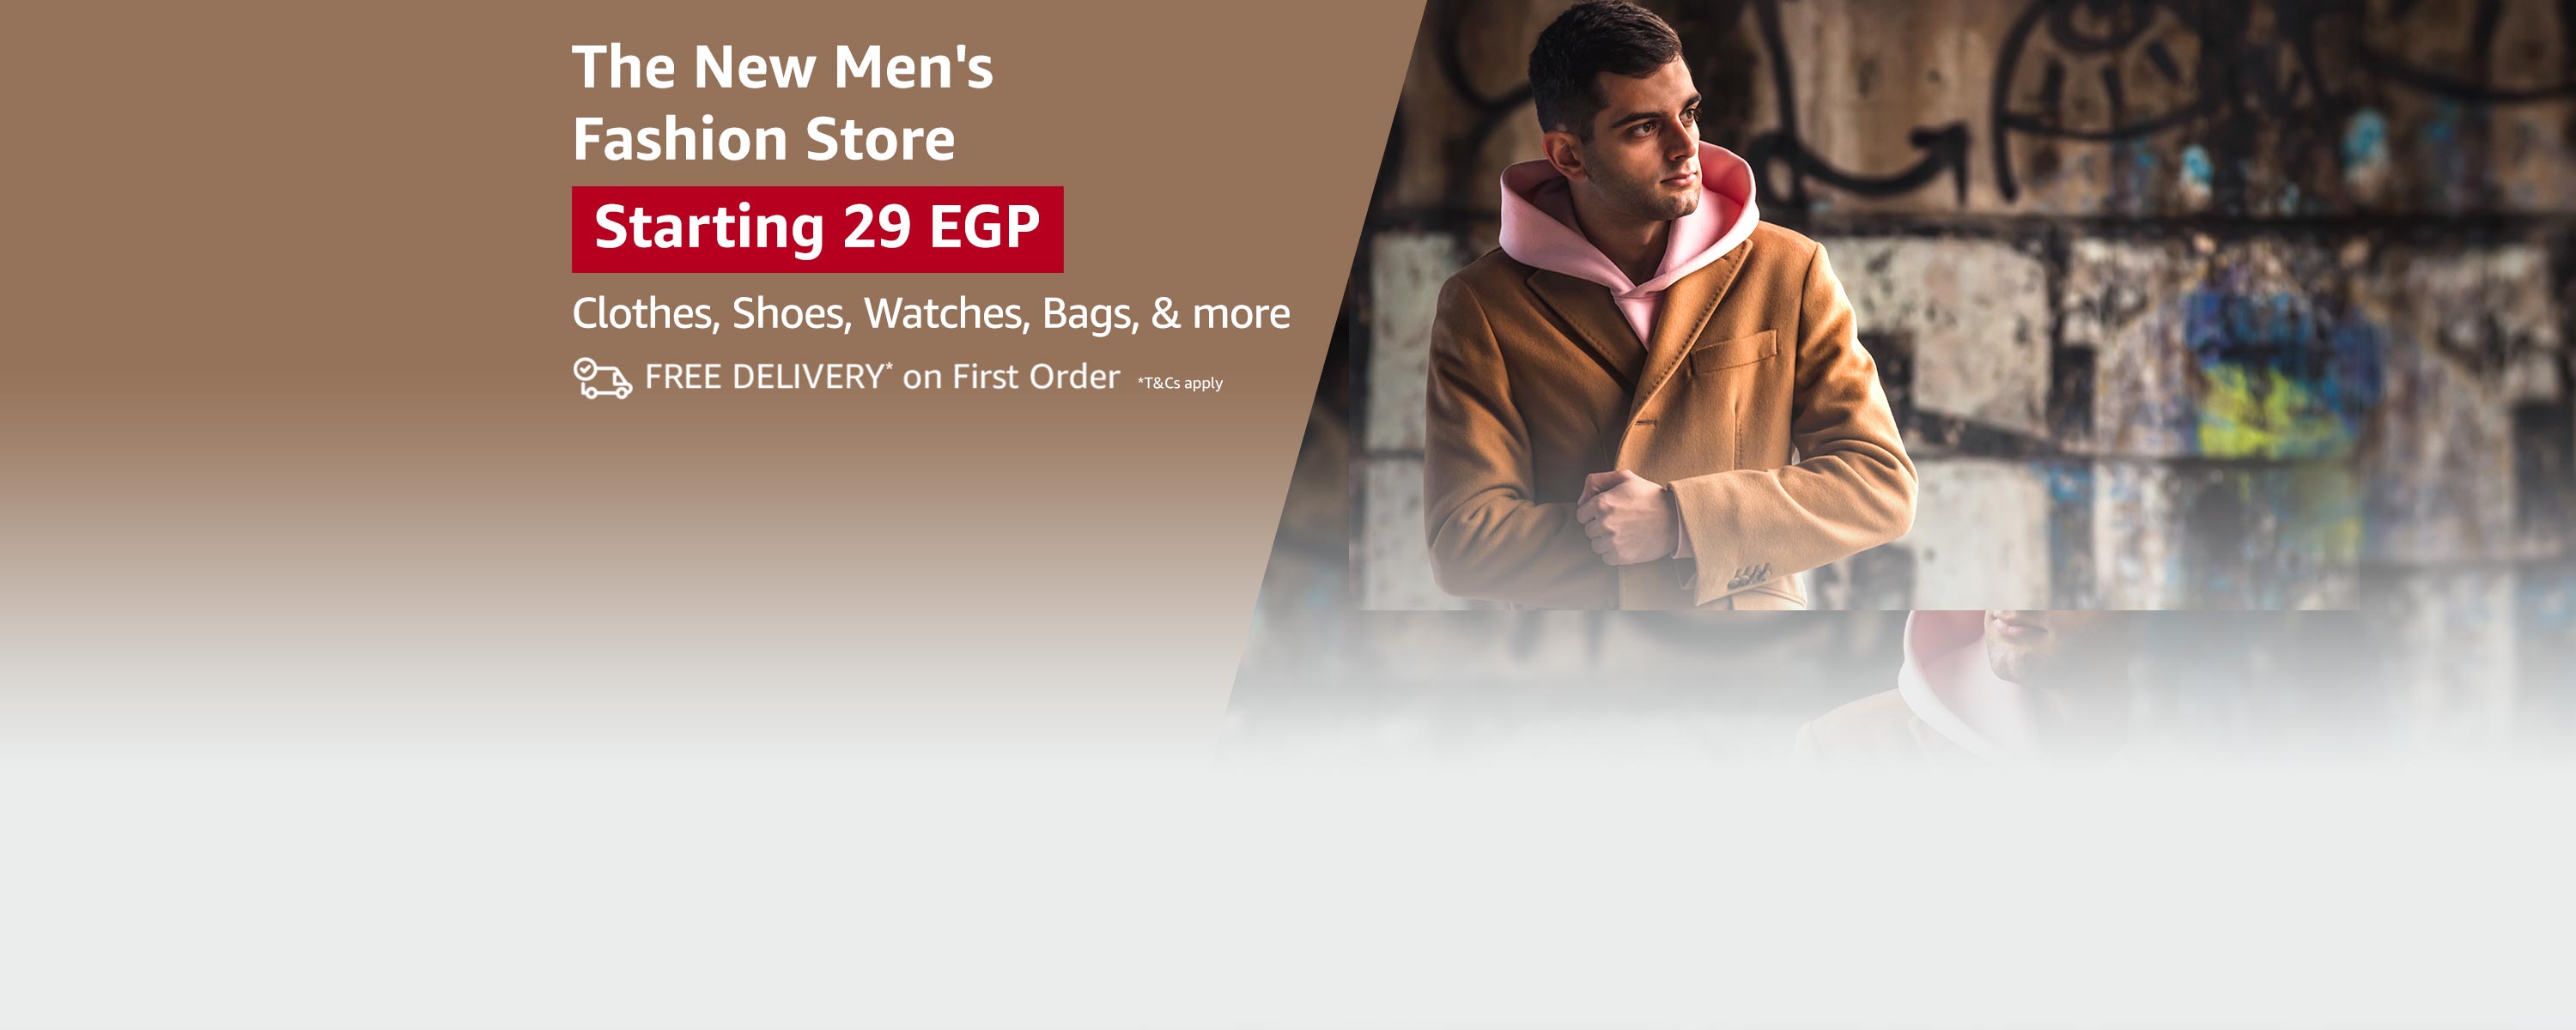 The New Men's
Fashion Store
Starting 29 EGP
Clothes, Shoes, Watches, Bags, & more
FREE DELIVERY* on First Order *T&Cs apply